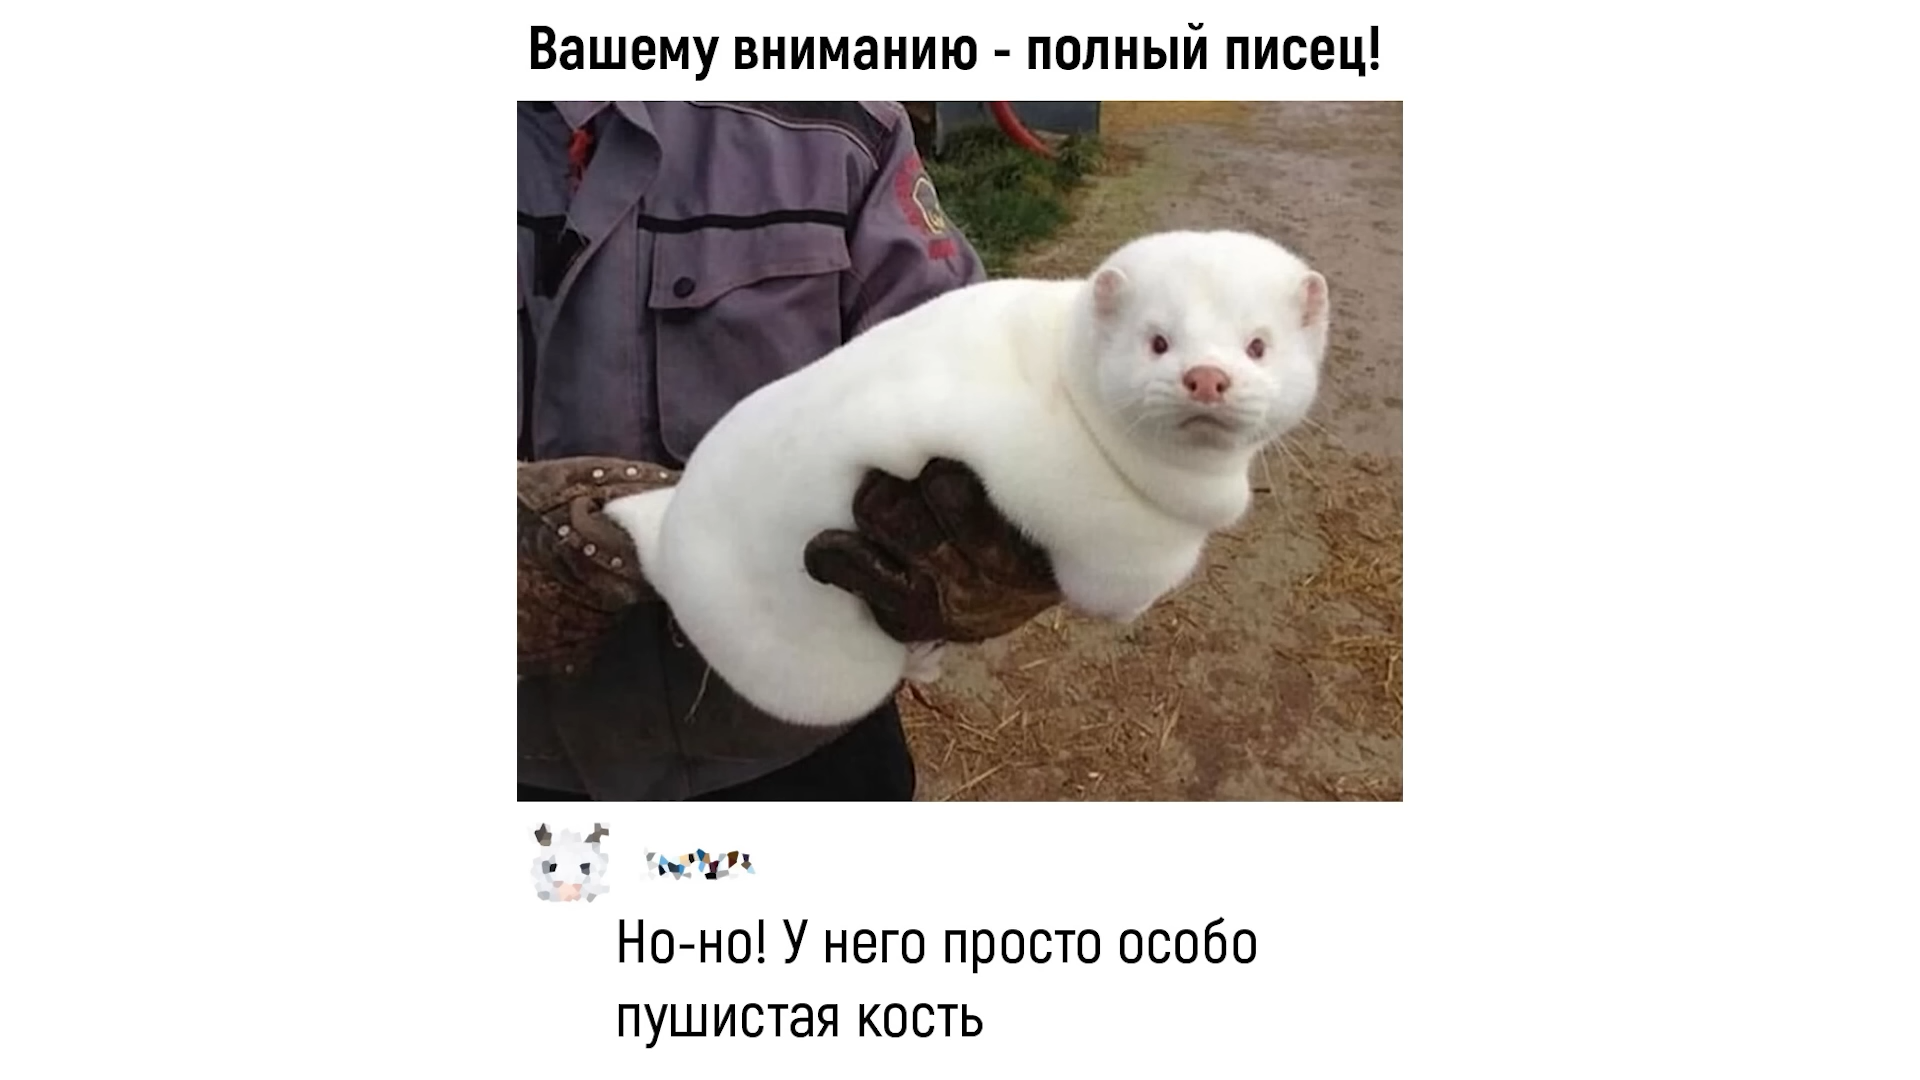 Вашему вниманию - полный писец!
Но-но! У него просто особо
пушистая кость